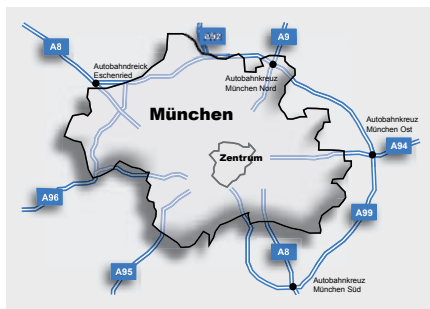 A8
A92
A9
Autobahndreick
Eschenried
Autobahnkreuz
München Nord
München
Autobahnkreuz
München Ost
Zentrum
A94
A96
A99
A8
A95
Autobahnkreuz
München Süd